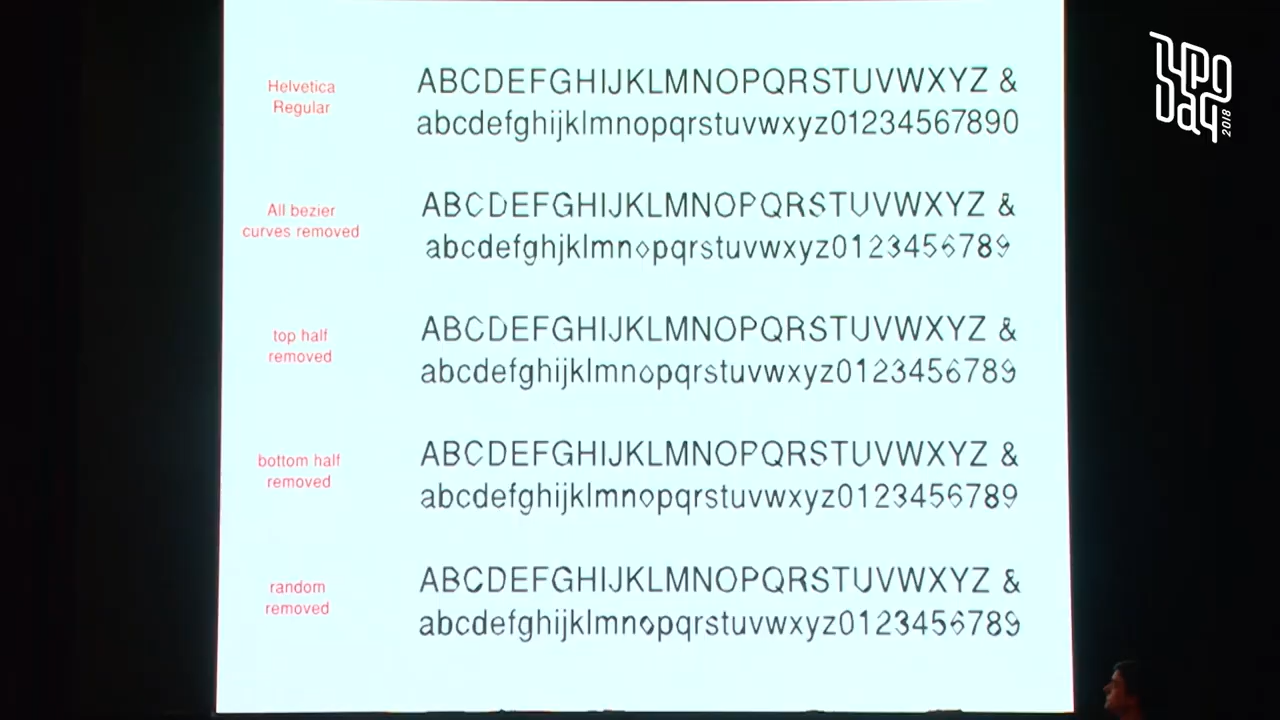 Helvetica
Regular
ABCDEFGHIJKLMNOPQRSTUVWXYZ &
abcdefghijklmnopqrstuvwxyz01234567890
All bezier
curves removed
ABCDEFGHIJKLMNOPQRSTUVWXYZ &
abcdefghjklmnopqrstuvwxyz0123456789
top half
removed
ABCDEFGHIJKLMNOPQRSTUVWXYZ &
abcdefghijklmnopqrstuvwxyz0123456789
bottom half
removed
ABCDEFGHIJKLMNOPQRSTUVWXYZ &
abcdefghijklmnopqrstuvwxyz0123456789
random
removed
ABCDEFGHIJKLMNOPQRSTUVWXYZ &
abcdefghijklmnopqrstuvwxyz0123456789
TYPO
Day
2018